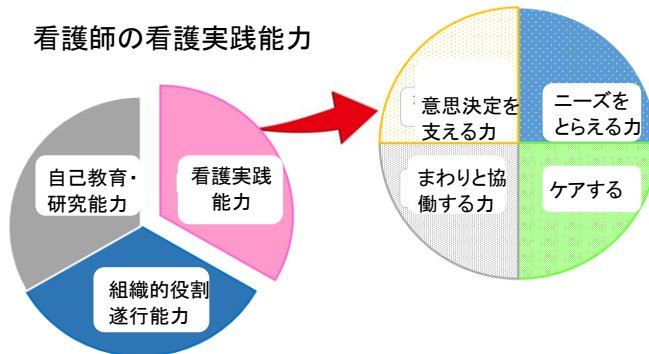 看護師の看護実践能力
意思決定を
支える力
ニーズを
とらえる力
自己教育・
研究能力
看護実践
能力
まわりと協
働する力
ケアする
組織的役割
遂行能力